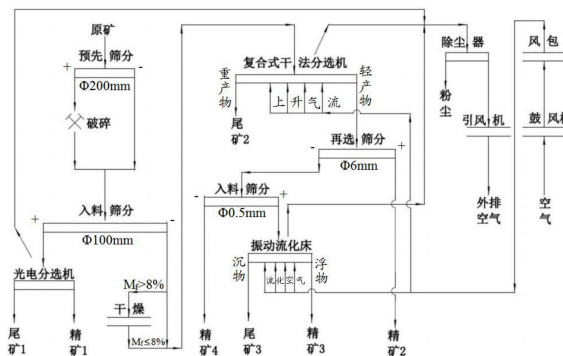 原矿
预先筛分
+
-
Φ200mm
破碎
入料筛分
+
-
Φ100mm
光电分选机
尾矿1
精矿1
Mf>8%
干燥
Mf≤8%
复合式干法分选机
重产物
轻产物
上升气流
尾矿2
再选筛分
-
+
Φ6mm
入料筛分
-
+
Φ0.5mm
振动流化床
沉物
浮物
流化空气
精矿4
尾矿3
精矿3
精矿2
除尘器
粉尘
引风机
外排空气
风包
鼓风机
空气